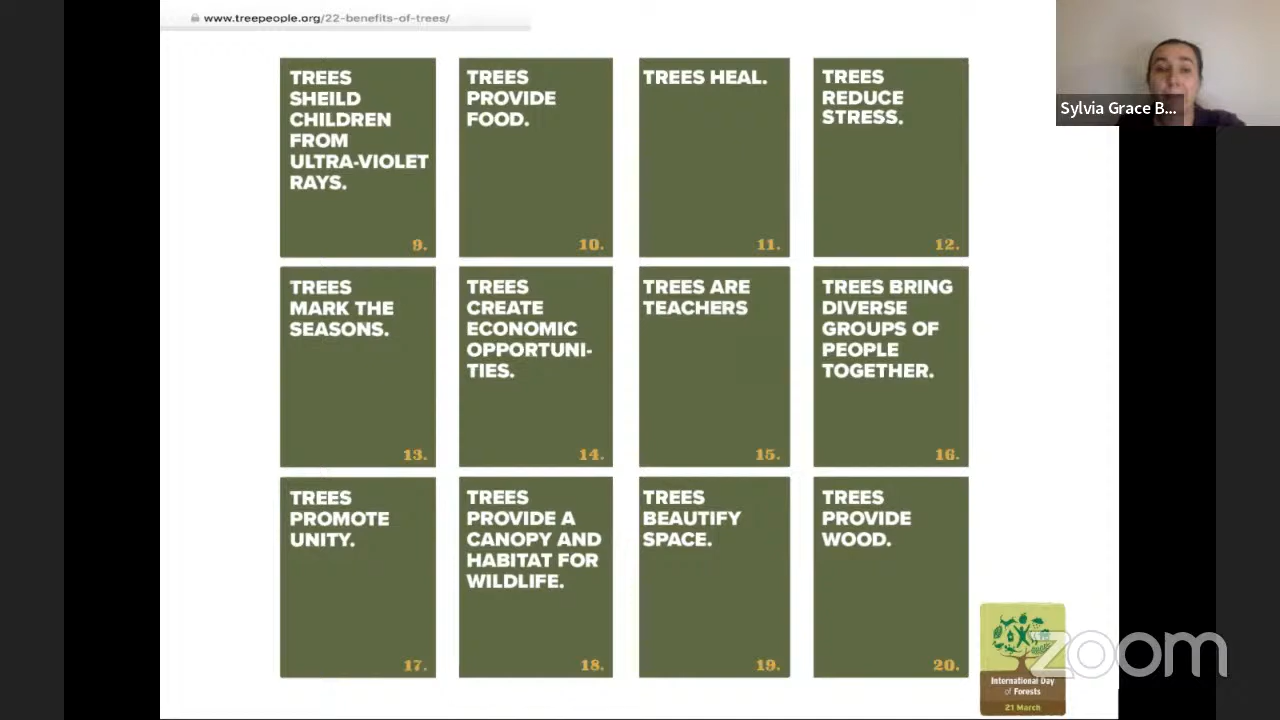 www.treepeople.org/22-benefits-of-trees/
Sylvia Grace B...
TREES
SHEILD
CHILDREN
FROM
ULTRA-VIOLET
RAYS.
9.
TREES
PROVIDE
FOOD.
10.
TREES HEAL.
11.
TREES
REDUCE
STRESS.
12.
TREES
MARK THE
SEASONS.
13.
TREES
CREATE
ECONOMIC
OPPORTUNI-
TIES.
14.
TREES ARE
TEACHERS
15.
TREES BRING
DIVERSE
GROUPS OF
PEOPLE
TOGETHER.
16.
TREES
PROMOTE
UNITY.
17.
TREES
PROVIDE A
CANOPY AND
HABITAT FOR
WILDLIFE.
18.
TREES
BEAUTIFY
SPACE.
19.
TREES
PROVIDE
WOOD.
20.
zoom
International Day
of Forests
21 March